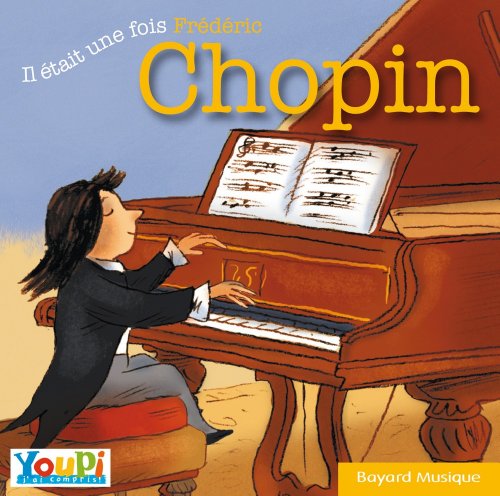 Il était une fois Frédéric
Chopin
YouPi
j'ai compris!
Bayard Musique